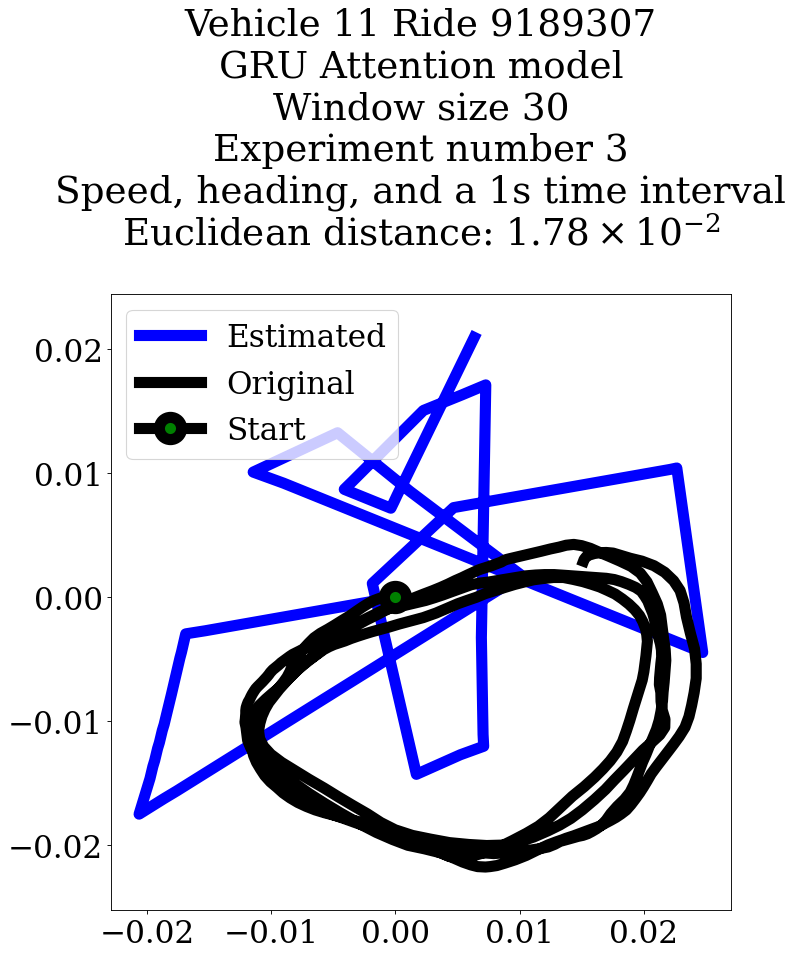 Vehicle 11 Ride 9189307
GRU Attention model
Window size 30
Experiment number 3
Speed, heading, and a 1s time interval
Euclidean distance: 1.78 × 10⁻²
Estimated
Original
Start
0.02
0.01
0.00
−0.01
−0.02
−0.02 −0.01 0.00 0.01 0.02